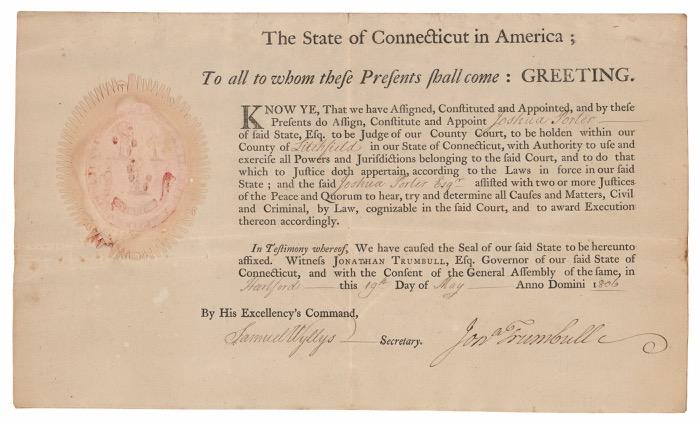 The State of Connecticut in America;
To all to whom theſe Preſents ſhall come: GREETING.
KNOW YE, That we have Aſſigned, Conſtituted and Appointed, and by theſe
Preſents do Aſſign, Conſtitute and Appoint Joshua Porter
of ſaid State, Eſq. to be Judge of our County Court, to be holden within our
County of Litchfield in our State of Connecticut, with Authority to uſe and
exerciſe all Powers and Juriſdictions belonging to the ſaid Court, and to do that
which to Juſtice doth appertain, according to the Laws in force in our ſaid
State; and the ſaid Joshua Porter Esqr aſſiſted with two or more Juſtices
of the Peace and Quorum to hear, try and determine all Cauſes and Matters, Civil
and Criminal, by Law, cognizable in the ſaid Court, and to award Execution
thereon accordingly.
In Teſtimony whereof, We have cauſed the Seal of our ſaid State to be hereunto
affixed. Witneſs JONATHAN TRUMBULL, Eſq. Governor of our ſaid State of
Connecticut, and with the Conſent of the General Aſſembly of the ſame, in
Hartford this 19th Day of May Anno Domini 1806
By His Excellency's Command,
Samuel Wyllys Secretary. Jona Trumbull